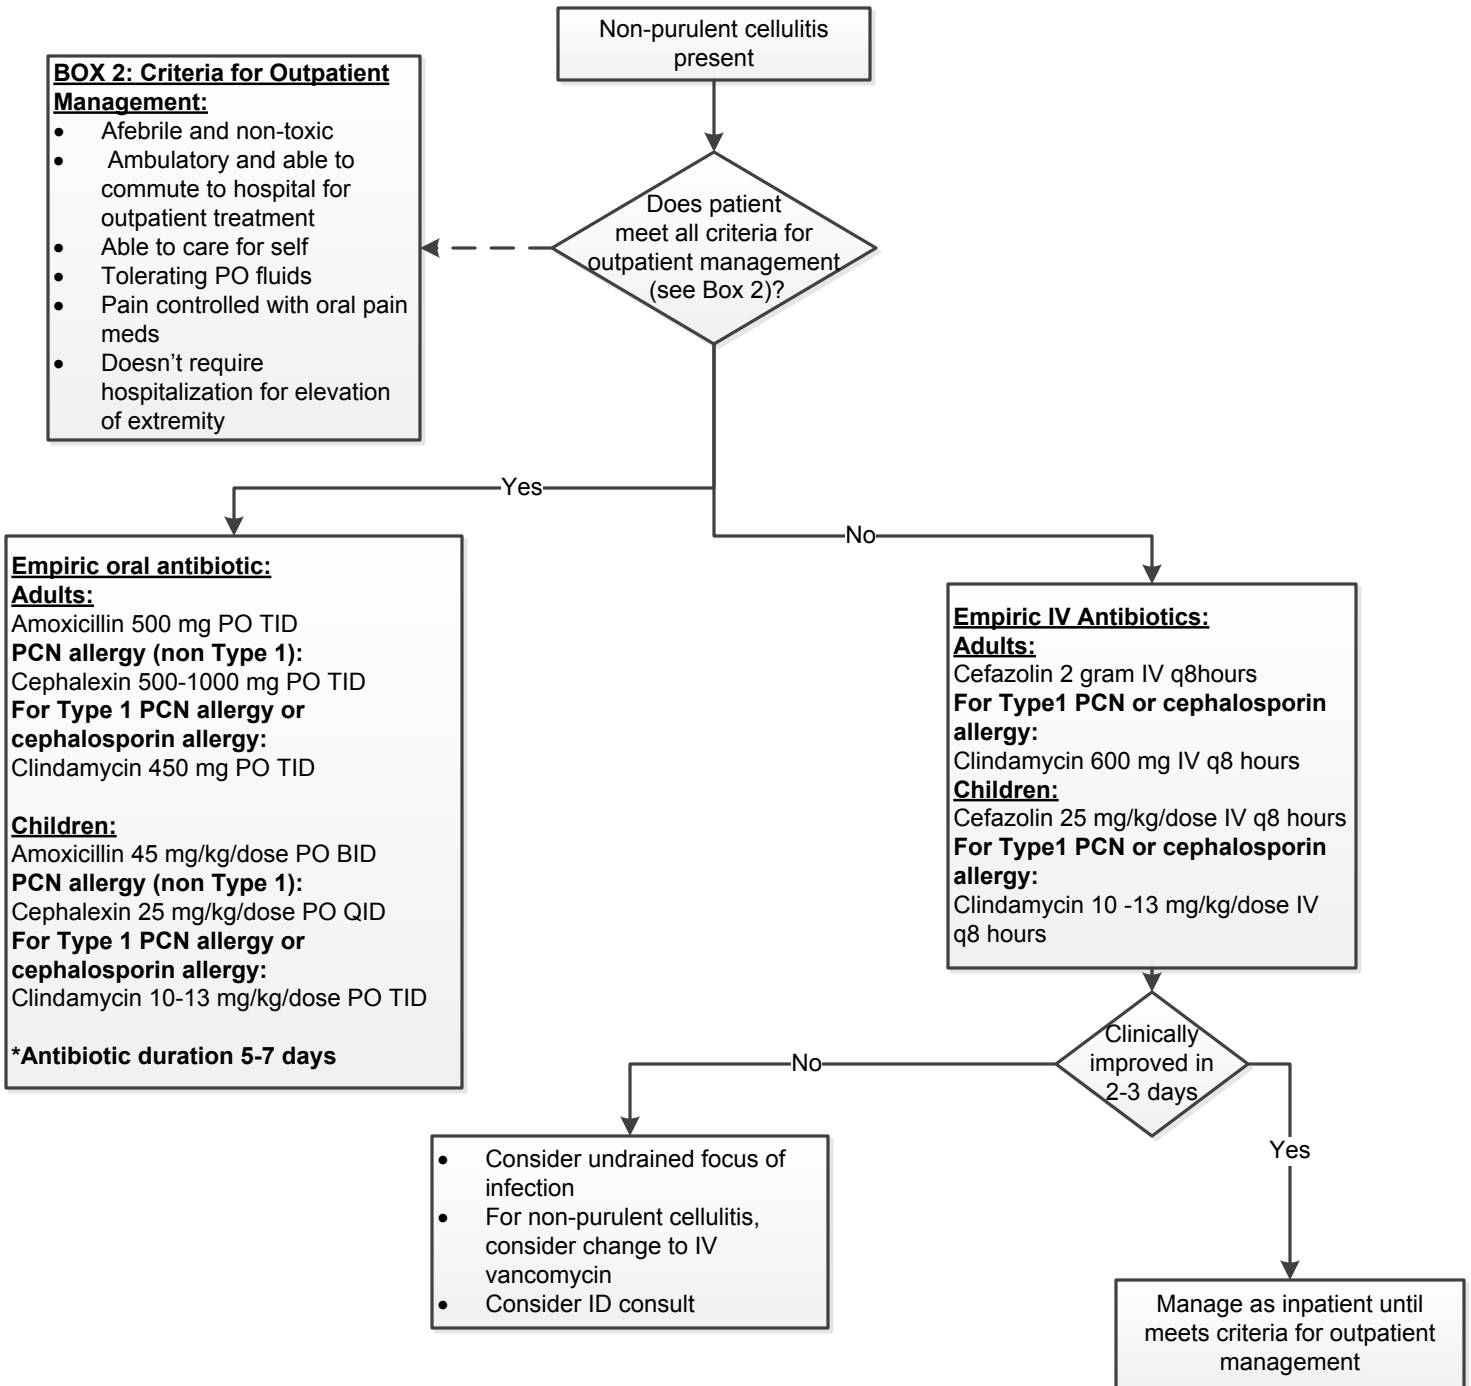 Non-purulent cellulitis
present
BOX 2: Criteria for Outpatient
Management:
• Afebrile and non-toxic
• Ambulatory and able to
commute to hospital for
outpatient treatment
• Able to care for self
• Tolerating PO fluids
• Pain controlled with oral pain
meds
• Doesn’t require
hospitalization for elevation
of extremity
Does patient
meet all criteria for
outpatient management
(see Box 2)?
Yes
No
Empiric oral antibiotic:
Adults:
Amoxicillin 500 mg PO TID
PCN allergy (non Type 1):
Cephalexin 500-1000 mg PO TID
For Type 1 PCN allergy or
cephalosporin allergy:
Clindamycin 450 mg PO TID
Children:
Amoxicillin 45 mg/kg/dose PO BID
PCN allergy (non Type 1):
Cephalexin 25 mg/kg/dose PO QID
For Type 1 PCN allergy or
cephalosporin allergy:
Clindamycin 10-13 mg/kg/dose PO TID
*Antibiotic duration 5-7 days
Empiric IV Antibiotics:
Adults:
Cefazolin 2 gram IV q8hours
For Type1 PCN or cephalosporin
allergy:
Clindamycin 600 mg IV q8 hours
Children:
Cefazolin 25 mg/kg/dose IV q8 hours
For Type1 PCN or cephalosporin
allergy:
Clindamycin 10 -13 mg/kg/dose IV
q8 hours
Clinically
improved in
2-3 days
No
Yes
• Consider undrained focus of
infection
• For non-purulent cellulitis,
consider change to IV
vancomycin
• Consider ID consult
Manage as inpatient until
meets criteria for outpatient
management